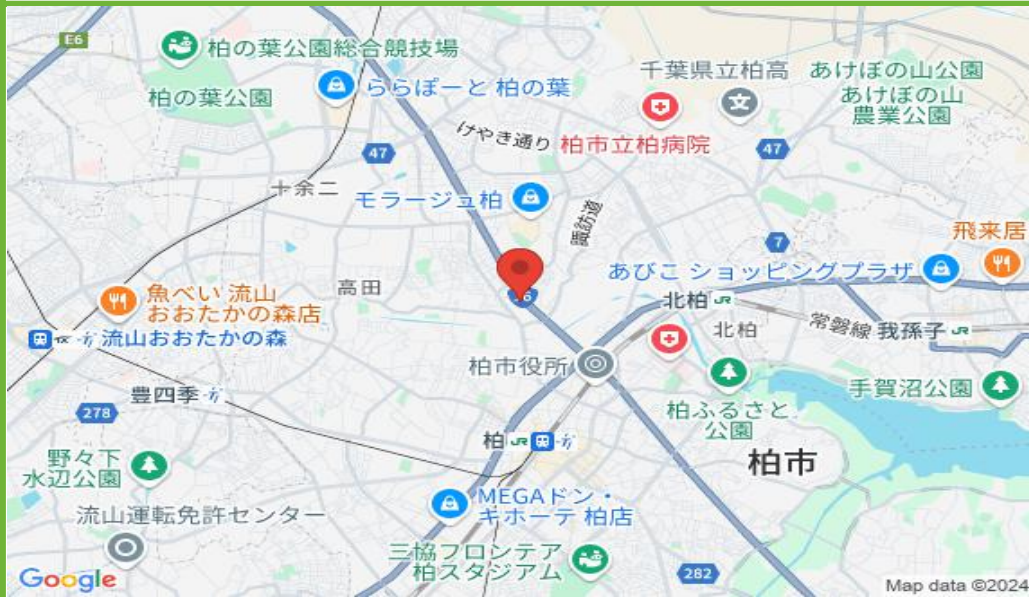 E6
柏の葉公園総合競技場
柏の葉公園
ららぽーと 柏の葉
千葉県立柏高
あけぼの山公園
あけぼの山
農業公園
けやき通り
柏市立柏病院
47
47
十余二
モラージュ柏
諏訪道
7
飛来居
あびこ ショッピングプラザ
高田
魚べい 流山
おおたかの森店
北柏
JR
北柏
常磐線
我孫子
JR
流山おおたかの森
柏市役所
豊四季
手賀沼公園
278
柏ふるさと
公園
柏
JR
柏市
野々下
水辺公園
MEGAドン・
キホーテ 柏店
流山運転免許センター
三協フロンテア
柏スタジアム
282
Google
Map data ©2024